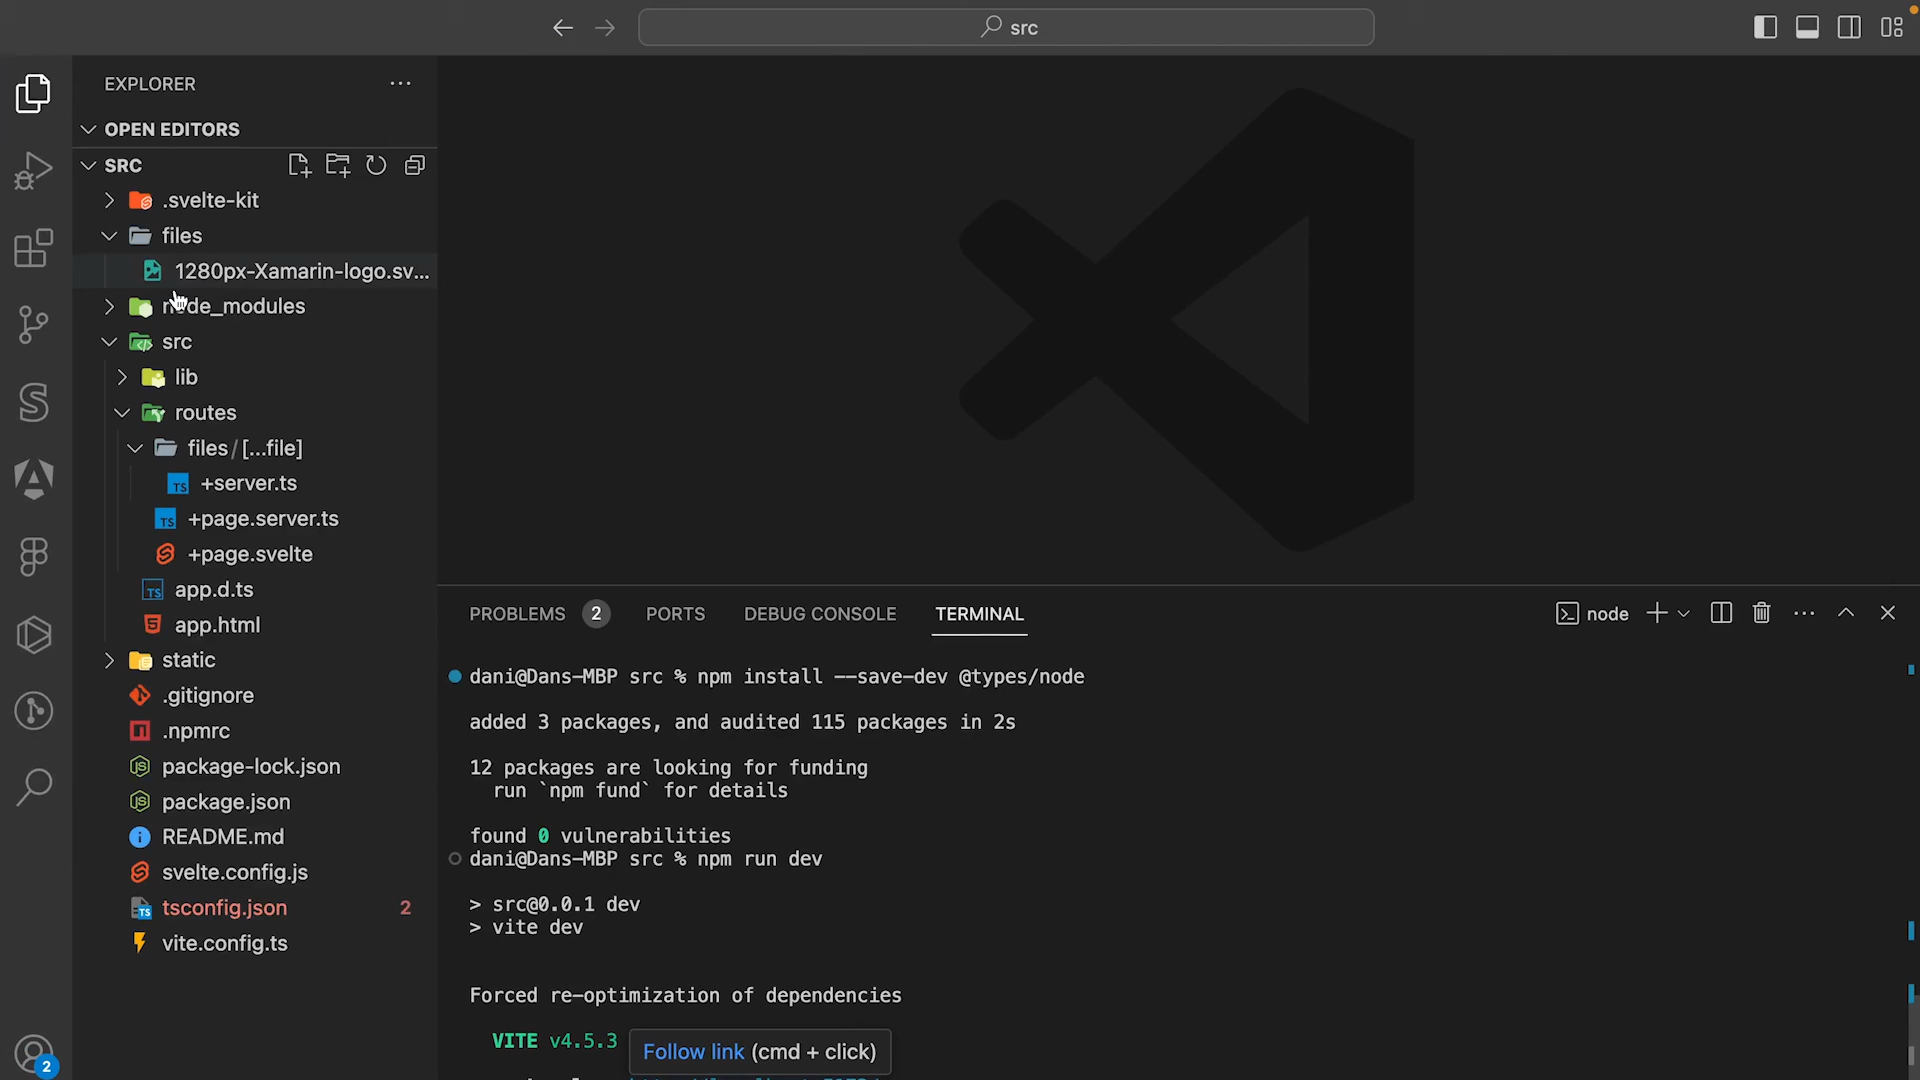 src
EXPLORER
OPEN EDITORS
SRC
.svelte-kit
files
1280px-Xamarin-logo.sv...
node_modules
src
lib
routes
files/[...file]
+server.ts
+page.server.ts
+page.svelte
app.d.ts
app.html
static
.gitignore
.npmrc
package-lock.json
package.json
README.md
svelte.config.js
tsconfig.json 2
vite.config.ts
2
PROBLEMS 2 PORTS DEBUG CONSOLE TERMINAL
node
dani@Dans-MBP src % npm install --save-dev @types/node
added 3 packages, and audited 115 packages in 2s
12 packages are looking for funding
run `npm fund` for details
found 0 vulnerabilities
dani@Dans-MBP src % npm run dev
> src@0.0.1 dev
> vite dev
Forced re-optimization of dependencies
VITE v4.5.3
Follow link (cmd + click)